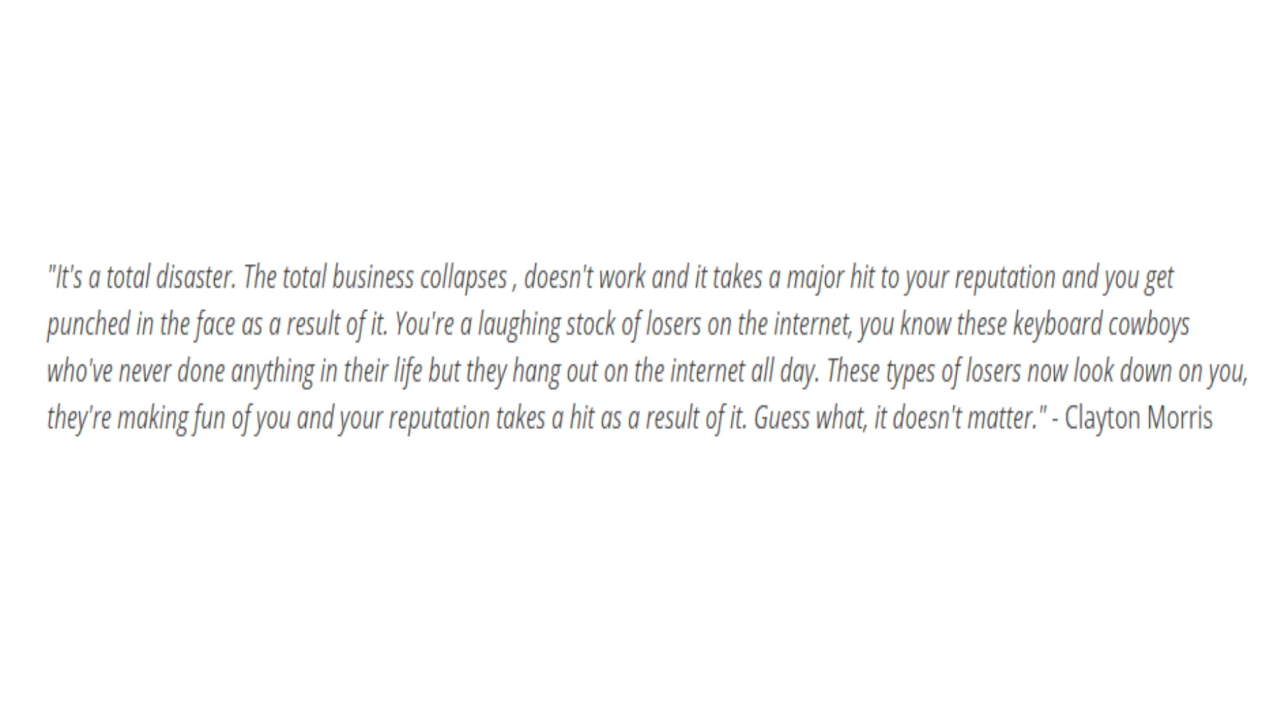 "It's a total disaster. The total business collapses , doesn't work and it takes a major hit to your reputation and you get
punched in the face as a result of it. You're a laughing stock of losers on the internet, you know these keyboard cowboys
who've never done anything in their life but they hang out on the internet all day. These types of losers now look down on you,
they're making fun of you and your reputation takes a hit as a result of it. Guess what, it doesn't matter." - Clayton Morris